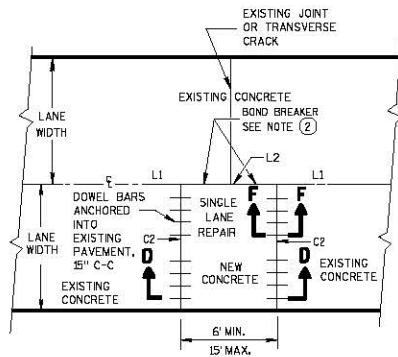 EXISTING JOINT
OR TRANSVERSE
CRACK
EXISTING CONCRETE
BOND BREAKER
SEE NOTE 2
LANE
WIDTH
L2
℄
L1
L1
DOWEL BARS
ANCHORED
INTO
EXISTING
PAVEMENT,
15" C-C
SINGLE
LANE
REPAIR
F
F
LANE
WIDTH
C2
C2
D
D
NEW
CONCRETE
EXISTING
CONCRETE
EXISTING
CONCRETE
6' MIN.
15' MAX.